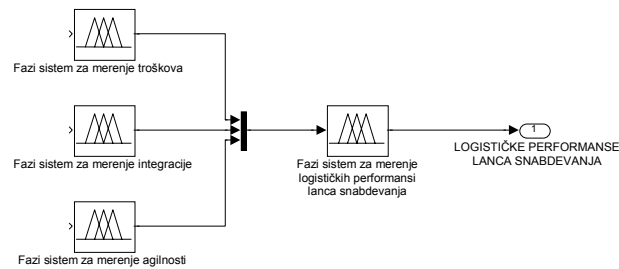 Fazi sistem za merenje troškova
Fazi sistem za merenje integracije
Fazi sistem za merenje agilnosti
Fazi sistem za merenje
logističkih performansi
lanca snabdevanja
1
LOGISTIČKE PERFORMANSE
LANCA SNABDEVANJA